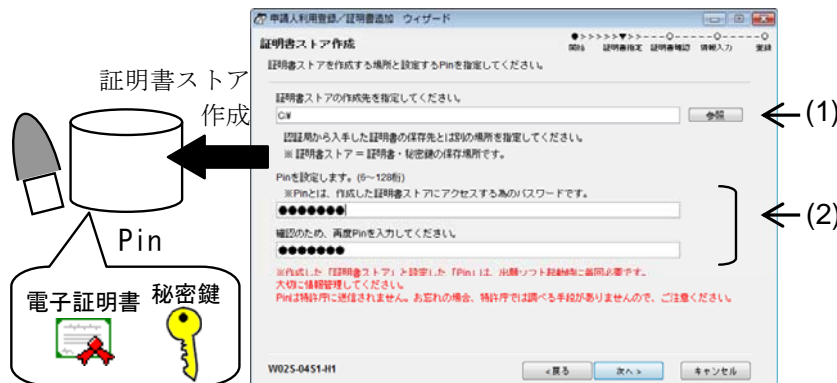 申請人利用登録/証明書追加 ウィザード
証明書ストア作成
●>>>>>▼>>---○-----○-----○
開始 証明書指定 証明書確認 情報入力 登録
証明書ストアを作成する場所と設定するPinを指定してください。
証明書ストアの作成先を指定してください。
C:¥
参照
(1)
認証局から入手した証明書の保存先とは別の場所を指定してください。
※ 証明書ストア = 証明書・秘密鍵の保存場所です。
Pinを設定します。(6~128桁)
※Pinとは、作成した証明書ストアにアクセスする為のパスワードです。
●●●●●●●
(2)
確認のため、再度Pinを入力してください。
●●●●●●●
※作成した「証明書ストア」と設定した「Pin」は、出願ソフト起動時に毎回必要です。
大切に情報管理してください。
Pinは特許庁に送信されません。お忘れの場合、特許庁では調べる手段がありませんので、ご注意ください。
W02S-04S1-H1
<戻る
次へ>
キャンセル
証明書ストア
作成
Pin
電子証明書
秘密鍵